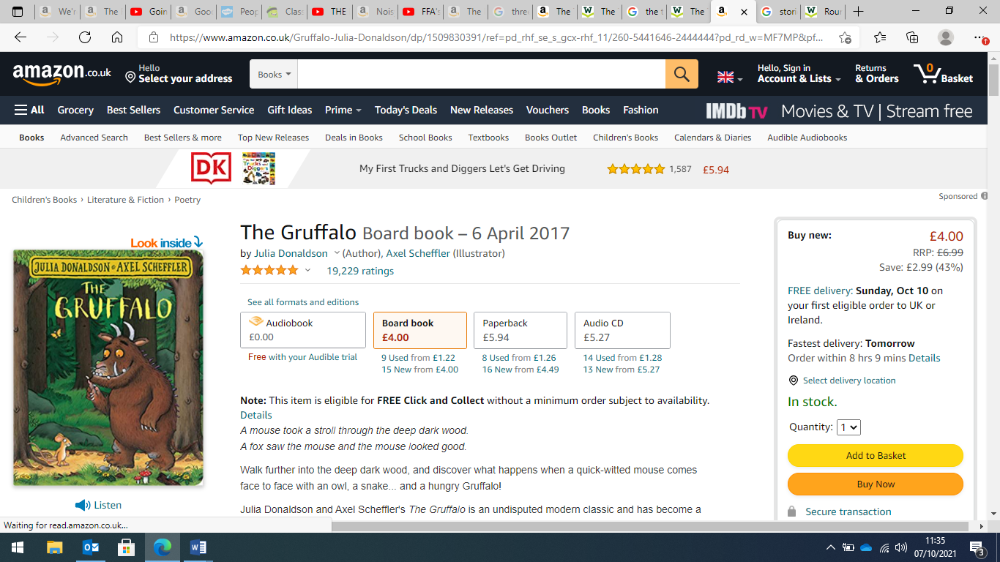 We'r
The
Goin
Good
Peop
Class
THE
Nois
FFA's
The
thre
The
The
the t
The
stori
Rour
https://www.amazon.co.uk/Gruffalo-Julia-Donaldson/dp/1509830391/ref=pd_rhf_se_s_gcx-rhf_11/260-5441646-2444444?pd_rd_w=MF7MP&pf...
amazon.co.uk
Hello
Select your address
Books
Hello, Sign in
Account & Lists
Returns
& Orders
0
Basket
All Grocery Best Sellers Customer Service Gift Ideas Prime Today's Deals New Releases Vouchers Books Fashion
IMDb TV Movies & TV | Stream free
Books Advanced Search Best Sellers & more Top New Releases Deals in Books School Books Textbooks Books Outlet Children's Books Calendars & Diaries Audible Audiobooks
DK
Trucks and Diggers
My First Trucks and Diggers Let's Get Driving 1,587 £5.94
Sponsored
Children's Books › Literature & Fiction › Poetry
Look inside
JULIA DONALDSON AXEL SCHEFFLER
THE
GRUFFALO
Listen
The Gruffalo Board book – 6 April 2017
by Julia Donaldson (Author), Axel Scheffler (Illustrator)
19,229 ratings
See all formats and editions
Audiobook
£0.00
Free with your Audible trial
Board book
£4.00
9 Used from £1.22
15 New from £4.00
Paperback
£5.94
8 Used from £1.26
16 New from £4.49
Audio CD
£5.27
14 Used from £1.28
13 New from £5.27
Note: This item is eligible for FREE Click and Collect without a minimum order subject to availability.
Details
A mouse took a stroll through the deep dark wood.
A fox saw the mouse and the mouse looked good.
Walk further into the deep dark wood, and discover what happens when a quick-witted mouse comes
face to face with an owl, a snake... and a hungry Gruffalo!
Julia Donaldson and Axel Scheffler's The Gruffalo is an undisputed modern classic and has become a
Buy new: £4.00
RRP: £6.99
Save: £2.99 (43%)
FREE delivery: Sunday, Oct 10 on
your first eligible order to UK or
Ireland.
Fastest delivery: Tomorrow
Order within 8 hrs 9 mins Details
Select delivery location
In stock.
Quantity: 1
Add to Basket
Buy Now
Secure transaction
Waiting for read.amazon.co.uk...
11:35
07/10/2021
3